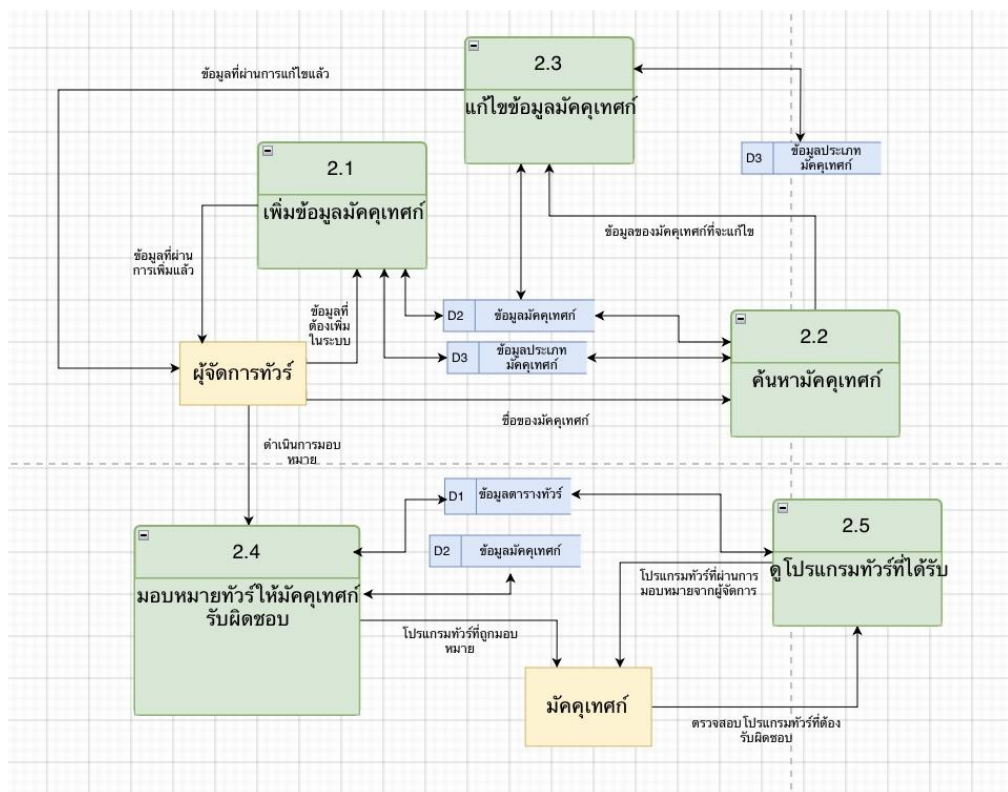 2.3
แก้ไขข้อมูลมัคคุเทศก์
ข้อมูลที่ผ่านการแก้ไขแล้ว
D3
ข้อมูลประเภท
มัคคุเทศก์
2.1
เพิ่มข้อมูลมัคคุเทศก์
ข้อมูลของมัคคุเทศก์ที่จะแก้ไข
ข้อมูลที่ผ่าน
การเพิ่มแล้ว
ข้อมูลที่
ต้องเพิ่ม
ในระบบ
D2
ข้อมูลมัคคุเทศก์
D3
ข้อมูลประเภท
มัคคุเทศก์
2.2
ค้นหามัคคุเทศก์
ผู้จัดการทัวร์
ชื่อของมัคคุเทศก์
ดำเนินการมอบ
หมาย
D1
ข้อมูลตารางทัวร์
D2
ข้อมูลมัคคุเทศก์
2.4
มอบหมายทัวร์ให้มัคคุเทศก์
รับผิดชอบ
2.5
ดูโปรแกรมทัวร์ที่ได้รับ
โปรแกรมทัวร์ที่ผ่านการ
มอบหมายจากผู้จัดการ
โปรแกรมทัวร์ที่ถูกมอบ
หมาย
มัคคุเทศก์
ตรวจสอบโปรแกรมทัวร์ที่ต้อง
รับผิดชอบ